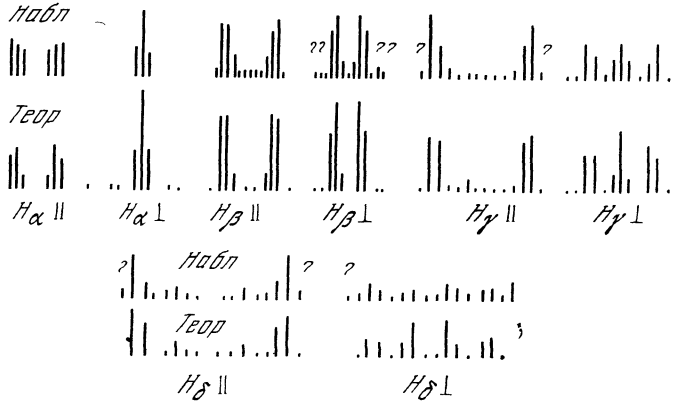 Набл
?? ?? ? ?
Теор
Hα || Hα ⊥ Hβ || Hβ ⊥ Hγ || Hγ ⊥
? Набл ? ?
Теор
Hδ || Hδ ⊥